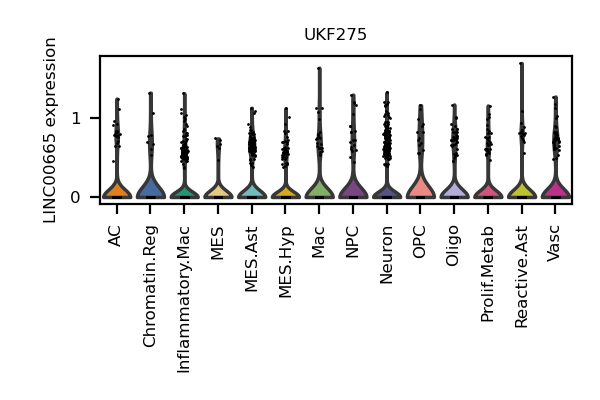 UKF275
LINC00665 expression
1
0
AC
Chromatin.Reg
Inflammatory.Mac
MES
MES.Ast
MES.Hyp
Mac
NPC
Neuron
OPC
Oligo
Prolif.Metab
Reactive.Ast
Vasc